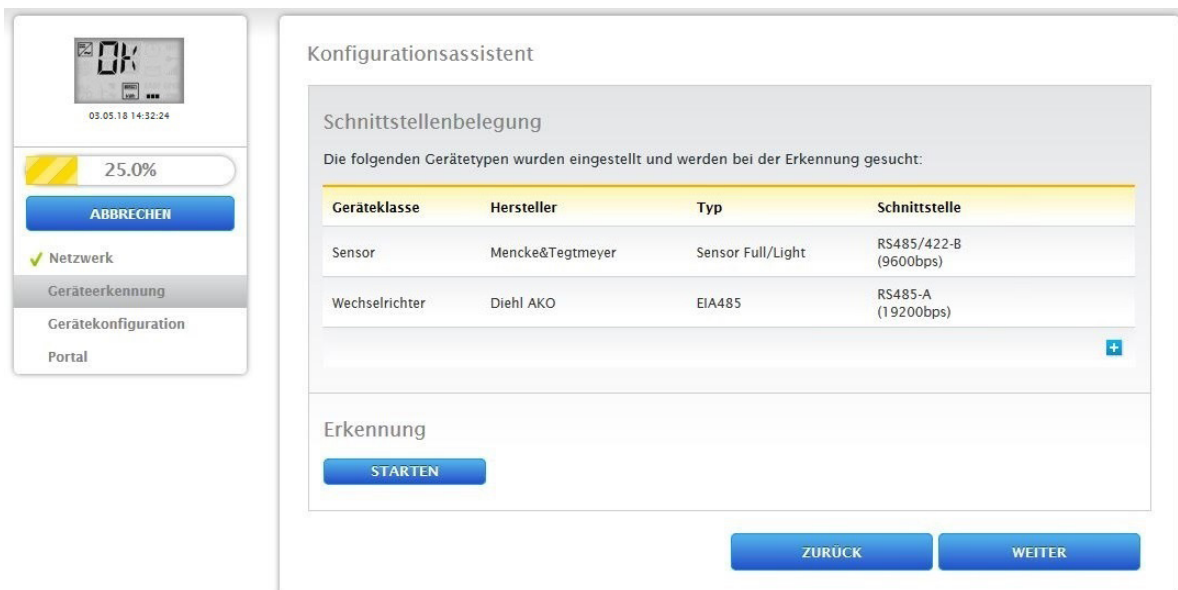 OK
03.05.18 14:32:24
25.0%
ABBRECHEN
Netzwerk
Geräteerkennung
Gerätekonfiguration
Portal
Konfigurationsassistent
Schnittstellenbelegung
Die folgenden Gerätetypen wurden eingestellt und werden bei der Erkennung gesucht:
Geräteklasse Hersteller Typ Schnittstelle
Sensor Mencke&Tegtmeyer Sensor Full/Light RS485/422-B
(9600bps)
Wechselrichter Diehl AKO EIA485 RS485-A
(19200bps)
Erkennung
STARTEN
ZURÜCK WEITER